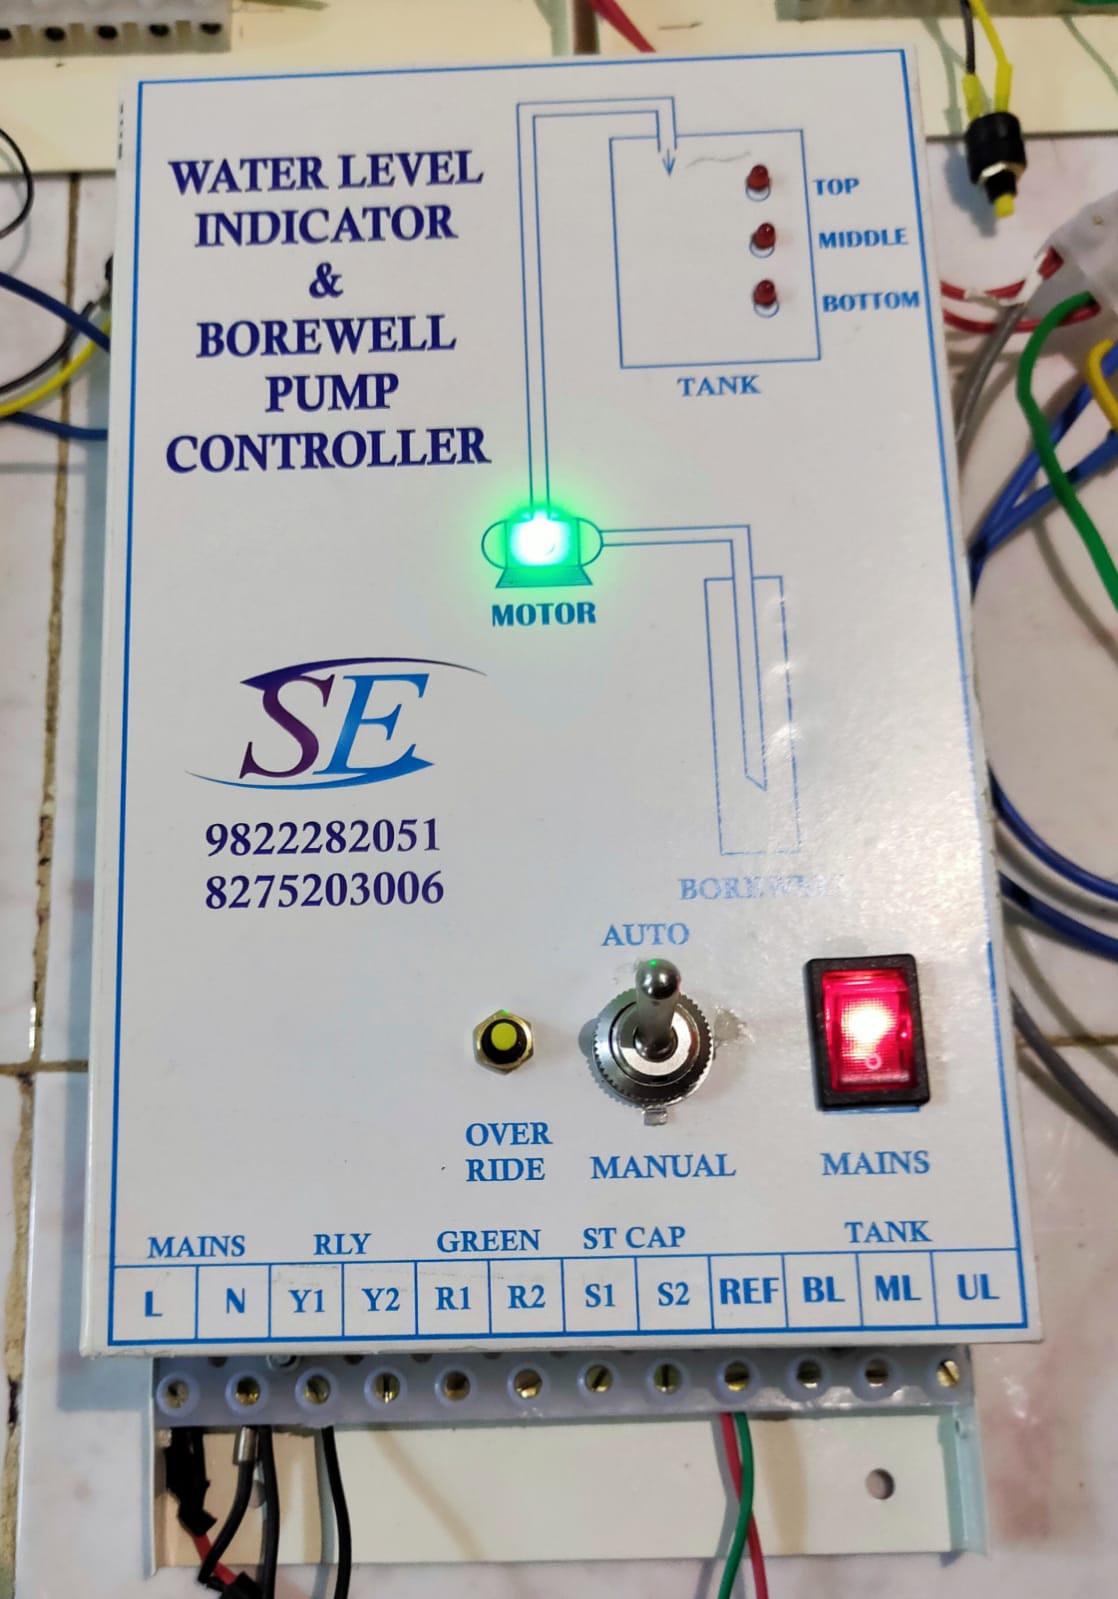 WATER LEVEL
INDICATOR
&
BOREWELL
PUMP
CONTROLLER
TOP
MIDDLE
BOTTOM
TANK
MOTOR
SE
9822282051
8275203006
BOREWELL
AUTO
OVER
RIDE
MANUAL
MAINS
MAINS RLY GREEN ST CAP TANK
L N Y1 Y2 R1 R2 S1 S2 REF BL ML UL